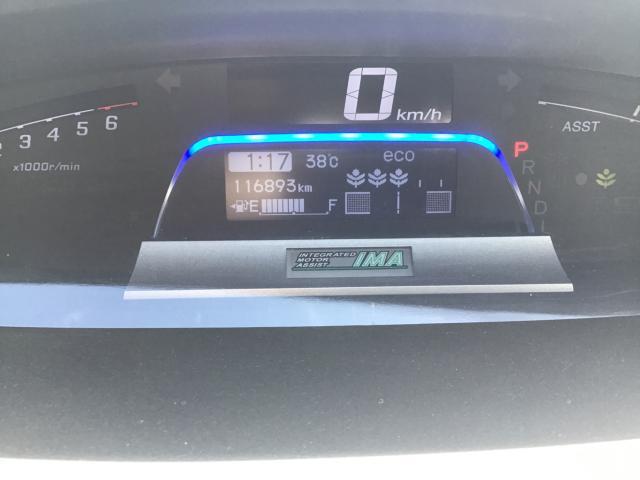 0 km/h
2 3 4 5 6
x1000r/min
ASST
P
R
N
D
1:17 38°C eco
116893km
E F
INTEGRATED
MOTOR
ASSIST IMA